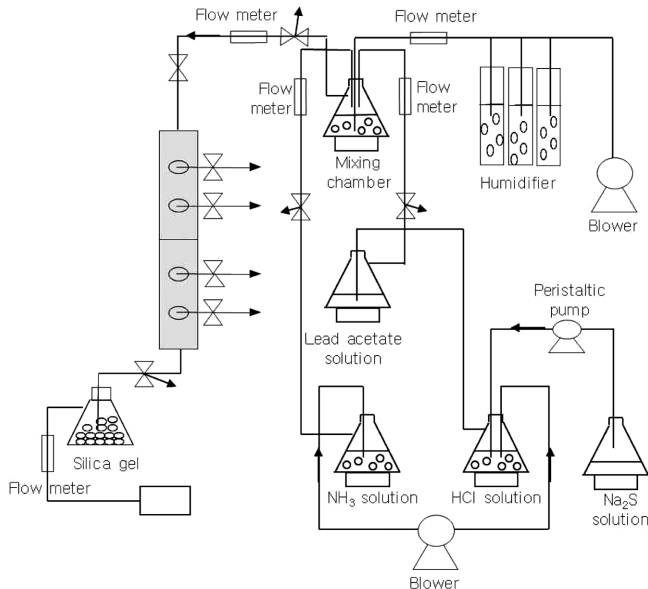 Flow meter
Flow meter
Flow
meter
Flow
meter
Mixing
chamber
Humidifier
Blower
Peristaltic
pump
Lead acetate
solution
Silica gel
Flow meter
NH₃ solution
HCl solution
Na₂S
solution
Blower